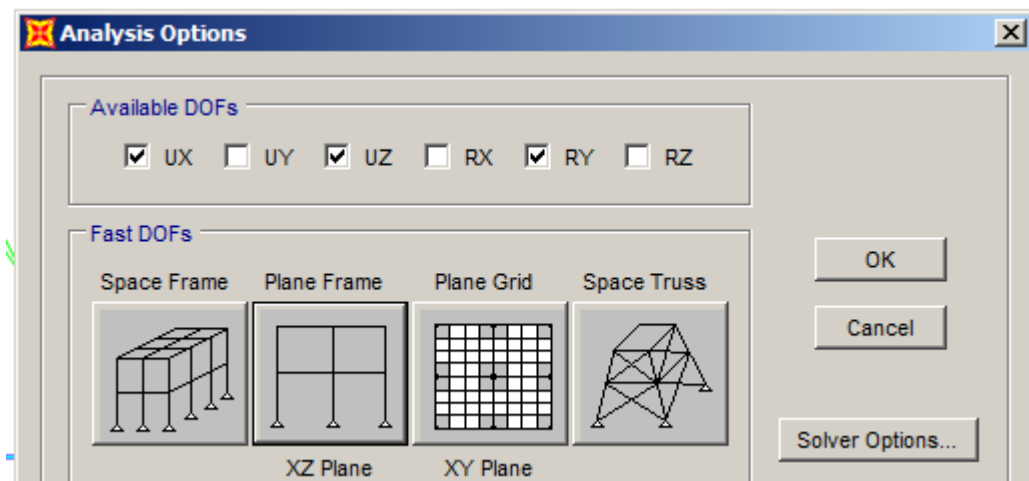 Analysis Options
Available DOFs
UX UY UZ RX RY RZ
Fast DOFs
Space Frame Plane Frame Plane Grid Space Truss
XZ Plane XY Plane
OK
Cancel
Solver Options...